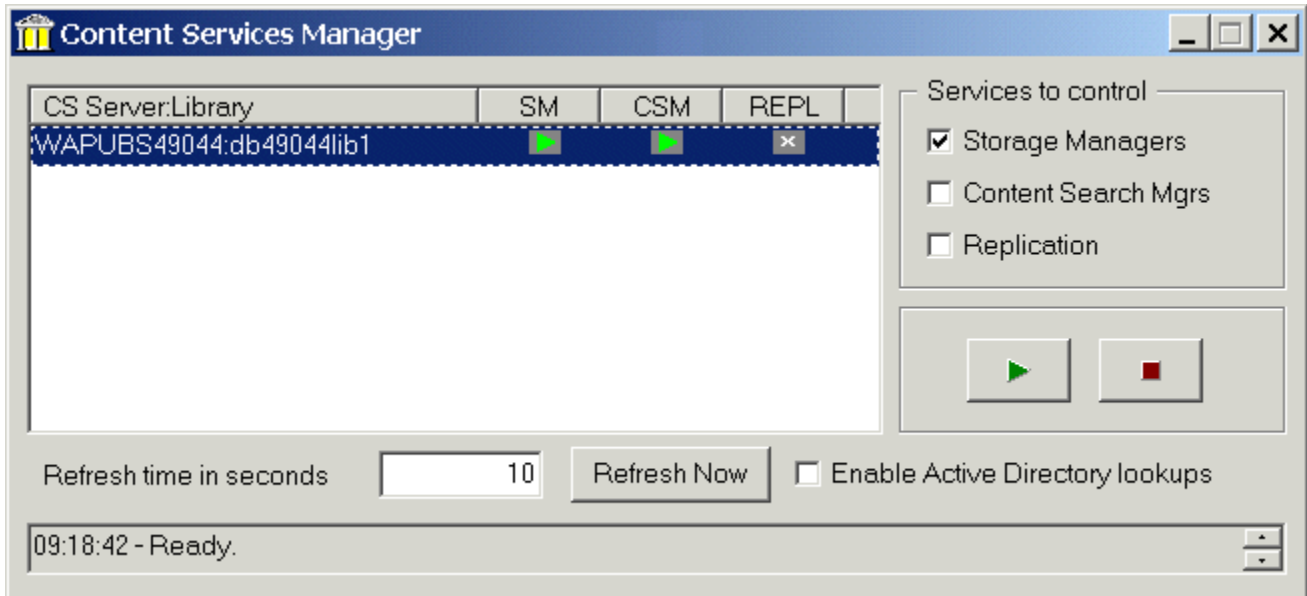 Content Services Manager
CS Server:Library SM CSM REPL
WAPUBS49044:db49044lib1
Services to control
Storage Managers
Content Search Mgrs
Replication
Refresh time in seconds 10 Refresh Now Enable Active Directory lookups
09:18:42 - Ready.